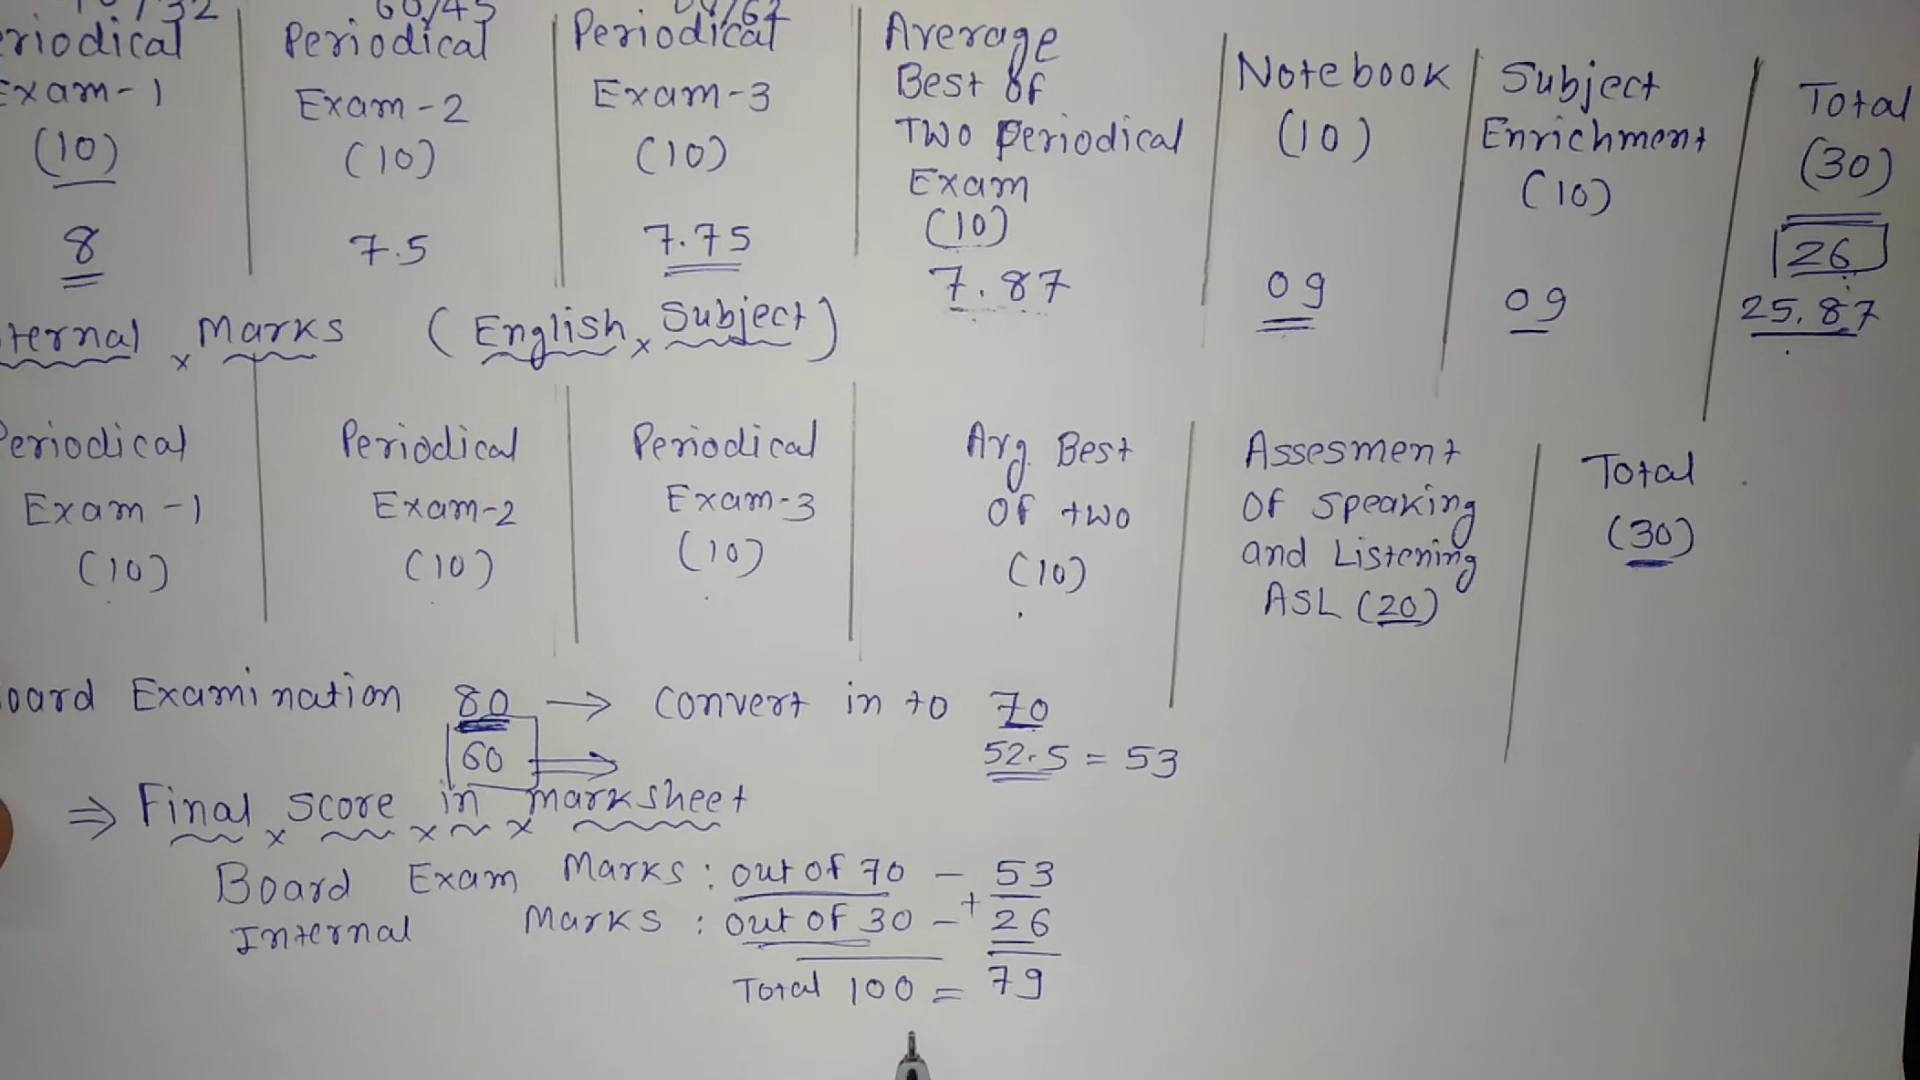 60/45
eriodical
Exam-1
(10)
8
Periodical
Exam-2
(10)
7.5
Periodical
Exam-3
(10)
7.75
Average
Best of
Two Periodical
Exam
(10)
7.87
Notebook
(10)
09
Subject
Enrichment
(10)
09
Total
(30)
26
25.87
ternal Marks (English Subject)
Periodical
Exam-1
(10)
Periodical
Exam-2
(10)
Periodical
Exam-3
(10)
Avg Best
Of two
(10)
Assesment
Of Speaking
and Listening
ASL (20)
Total
(30)
oard Examination 80 → Convert in to 70
60 ⇒ 52.5 = 53
⇒ Final score in marksheet
Board Exam Marks : out of 70 - 53
Internal Marks : out of 30 - + 26
Total 100 = 79